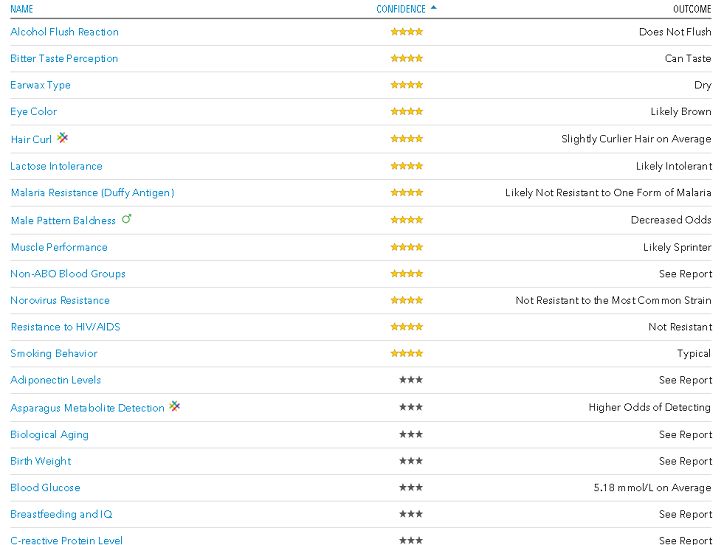 NAME CONFIDENCE OUTCOME
Alcohol Flush Reaction Does Not Flush
Bitter Taste Perception Can Taste
Earwax Type Dry
Eye Color Likely Brown
Hair Curl Slightly Curlier Hair on Average
Lactose Intolerance Likely Intolerant
Malaria Resistance (Duffy Antigen) Likely Not Resistant to One Form of Malaria
Male Pattern Baldness Decreased Odds
Muscle Performance Likely Sprinter
Non-ABO Blood Groups See Report
Norovirus Resistance Not Resistant to the Most Common Strain
Resistance to HIV/AIDS Not Resistant
Smoking Behavior Typical
Adiponectin Levels See Report
Asparagus Metabolite Detection Higher Odds of Detecting
Biological Aging See Report
Birth Weight See Report
Blood Glucose 5.18 mmol/L on Average
Breastfeeding and IQ See Report
C-reactive Protein Level See Report